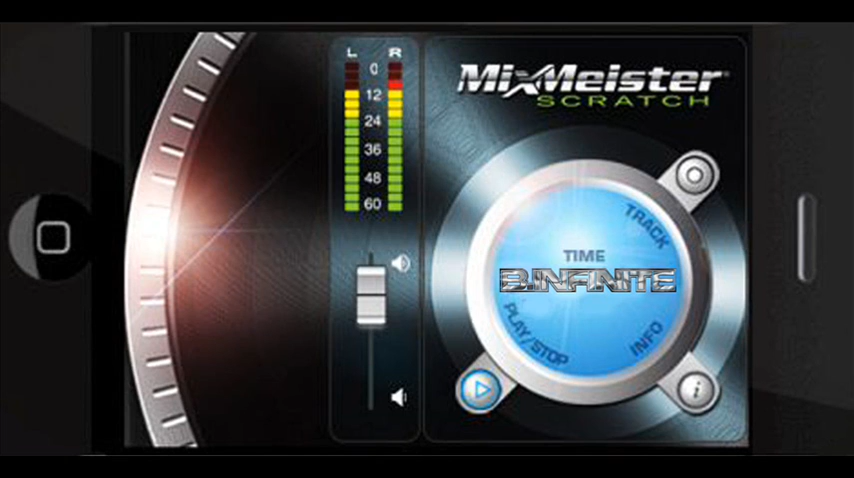 L R
0
12
24
36
48
60
MixMeister
SCRATCH
TRACK
TIME
B.INFINITE
PLAY/STOP
INFO
i